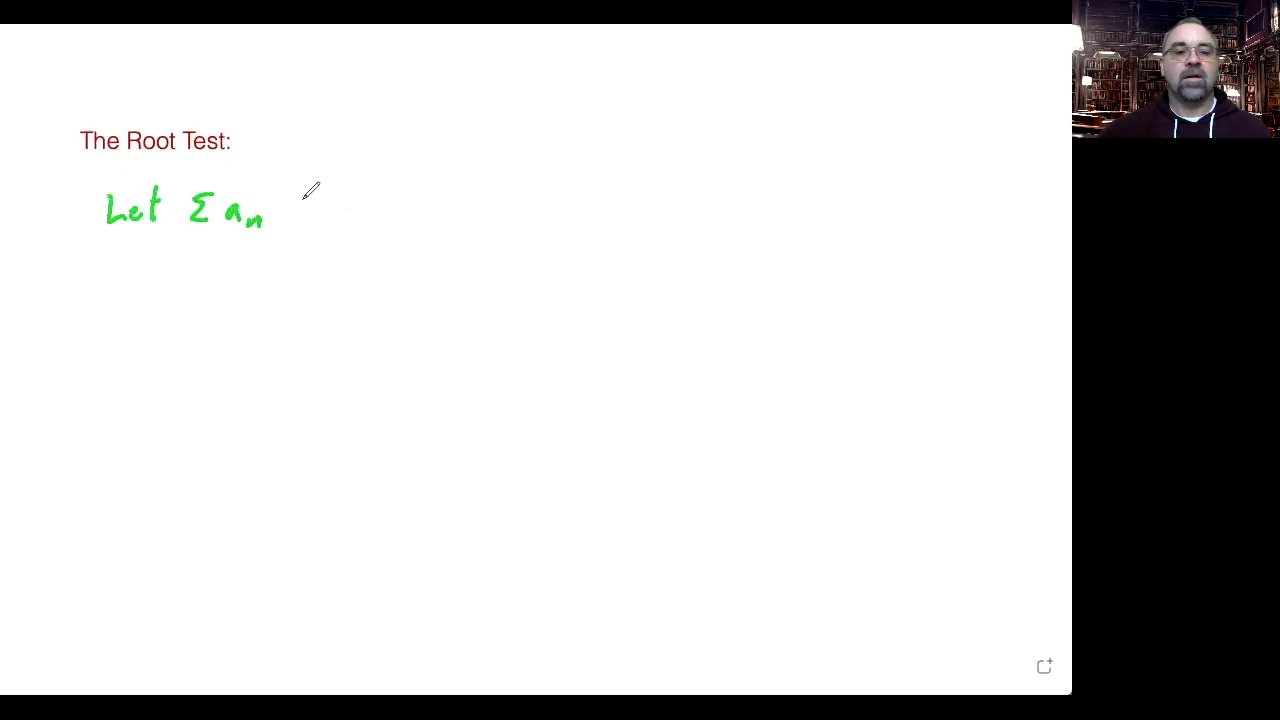 The Root Test:
Let Σ aₙ